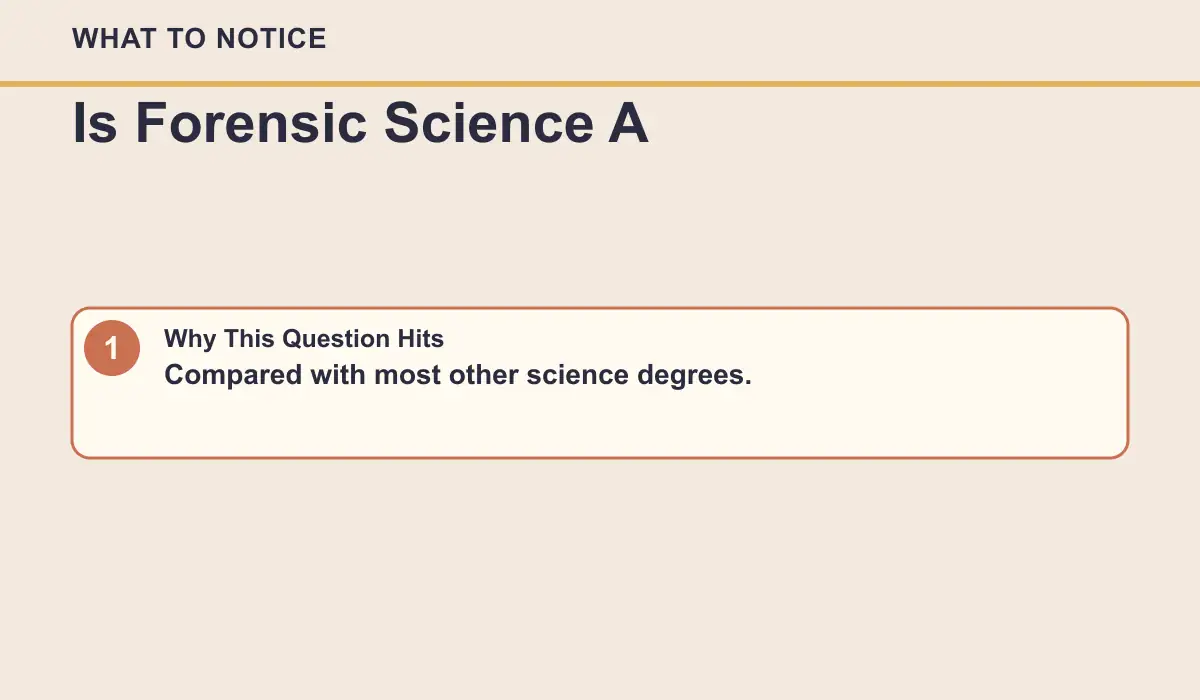 WHAT TO NOTICE
Is Forensic Science A
1
Why This Question Hits
Compared with most other science degrees.